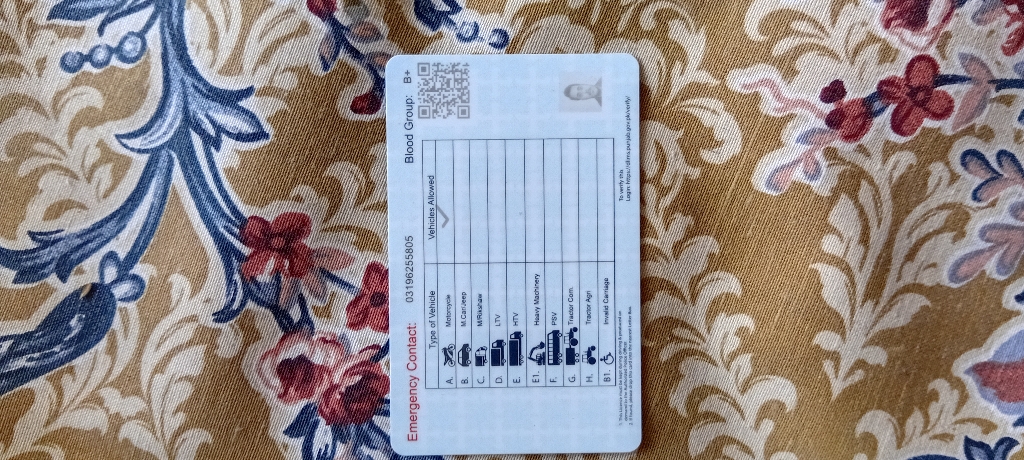 Emergency Contact: 03196255805 Blood Group: B+
Type of Vehicle Vehicles Allowed
A. Motorcycle
B. M.Car/Jeep
C. M/Rikshaw
D. LTV
E. HTV
E1. Heavy Machinery
F. PSV
G. Tractor Com.
H. Tractor Agri
B1. Invalid Carriage
To verify this
Login: https://dlims.punjab.gov.pk/verify/